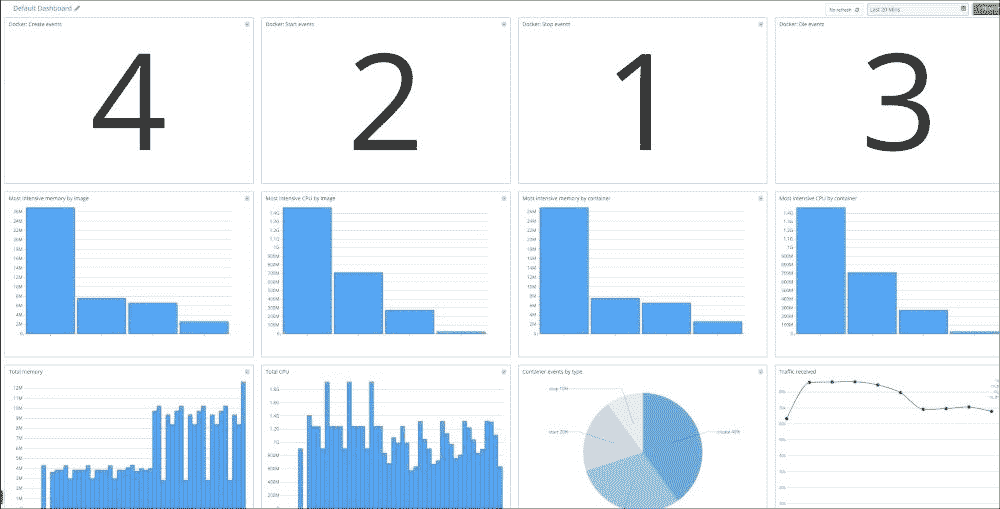 Default Dashboard
No refresh
Last 20 Mins
Docker: Create events
Docker: Start events
Docker: Stop events
Docker: Die events
4
2
1
3
Most intensive memory by image
Most intensive CPU by image
Most intensive memory by container
Most intensive CPU by container
26M
24M
22M
20M
18M
16M
14M
12M
10M
8M
6M
4M
2M
0
1.4G
1.3G
1.2G
1.1G
1G
900M
800M
700M
600M
500M
400M
300M
200M
100M
0
26M
24M
22M
20M
18M
16M
14M
12M
10M
8M
6M
4M
2M
0
1.4G
1.3G
1.2G
1.1G
1G
900M
800M
700M
600M
500M
400M
300M
200M
100M
0
Total memory
Total CPU
Container events by type
Traffic received
12M
11M
10M
9M
8M
7M
6M
5M
4M
3M
2M
1M
0
1.8G
1.6G
1.4G
1.2G
1G
800M
600M
400M
200M
0
stop 10%
start 20%
create 40%